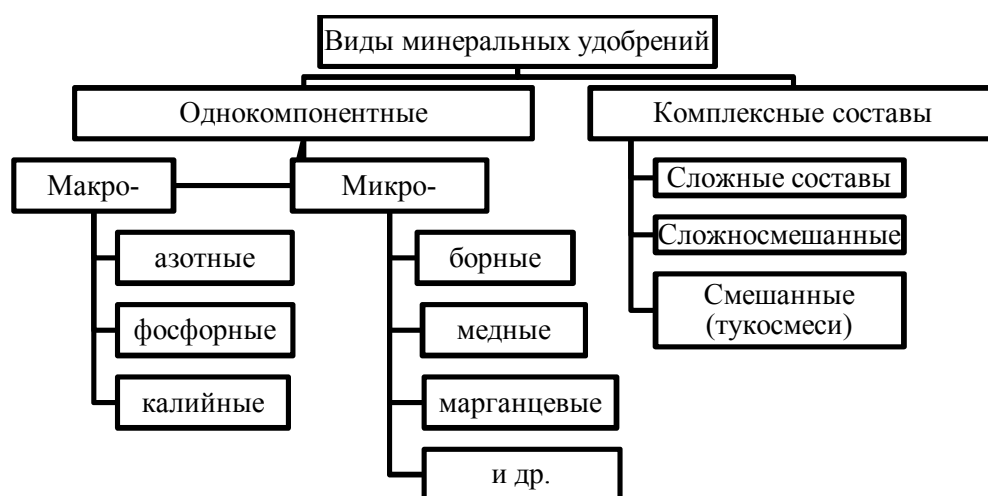 Виды минеральных удобрений
Однокомпонентные
Комплексные составы
Макро-
Микро-
Сложные составы
азотные
борные
Сложносмешанные
фосфорные
медные
Смешанные
(тукосмеси)
калийные
марганцевые
и др.